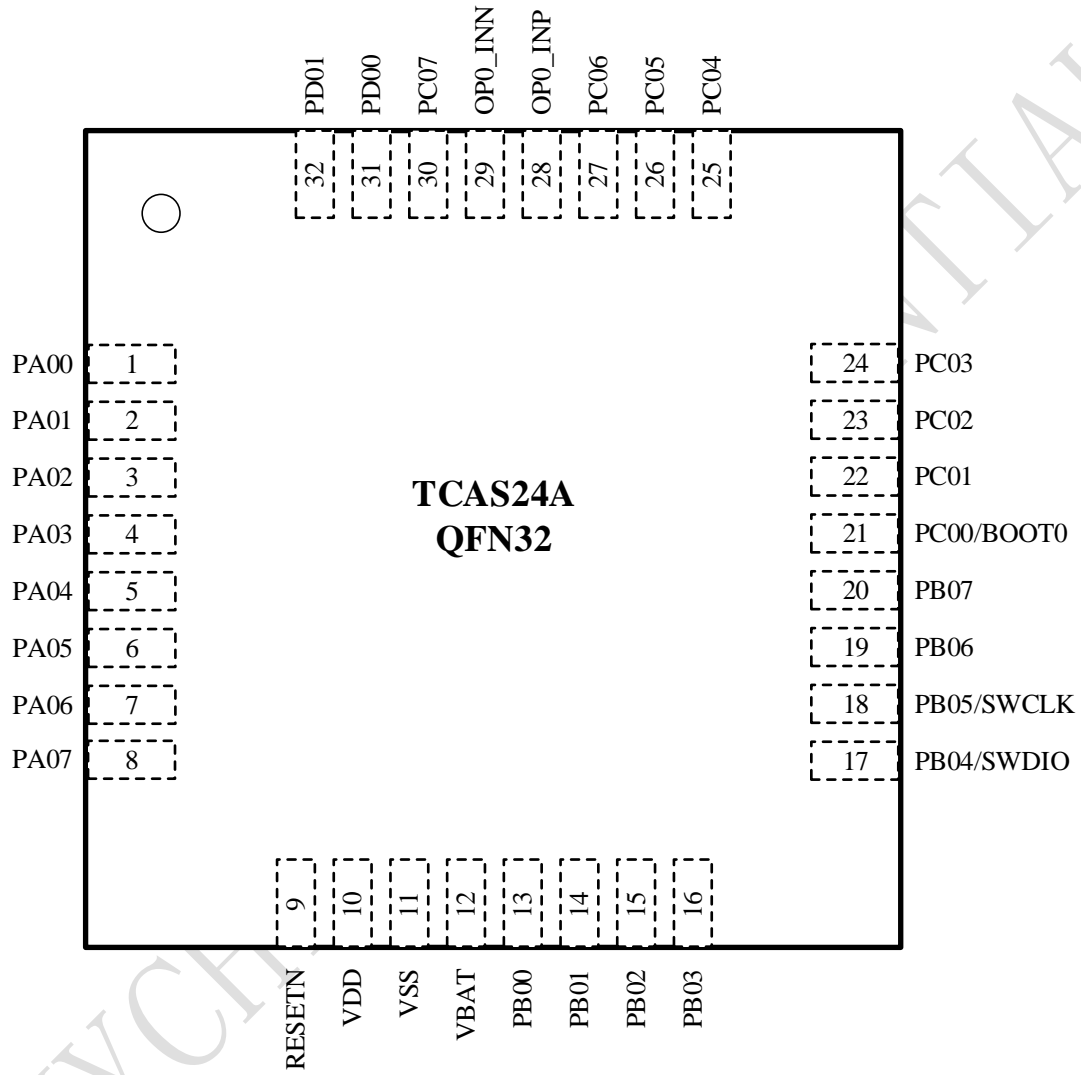 PD01
PD00
PC07
OP0_INN
OP0_INP
PC06
PC05
PC04
32
31
30
29
28
27
26
25
PA00 1
PA01 2
PA02 3
PA03 4
PA04 5
PA05 6
PA06 7
PA07 8
TCAS24A
QFN32
24 PC03
23 PC02
22 PC01
21 PC00/BOOT0
20 PB07
19 PB06
18 PB05/SWCLK
17 PB04/SWDIO
9
10
11
12
13
14
15
16
RESETN
VDD
VSS
VBAT
PB00
PB01
PB02
PB03